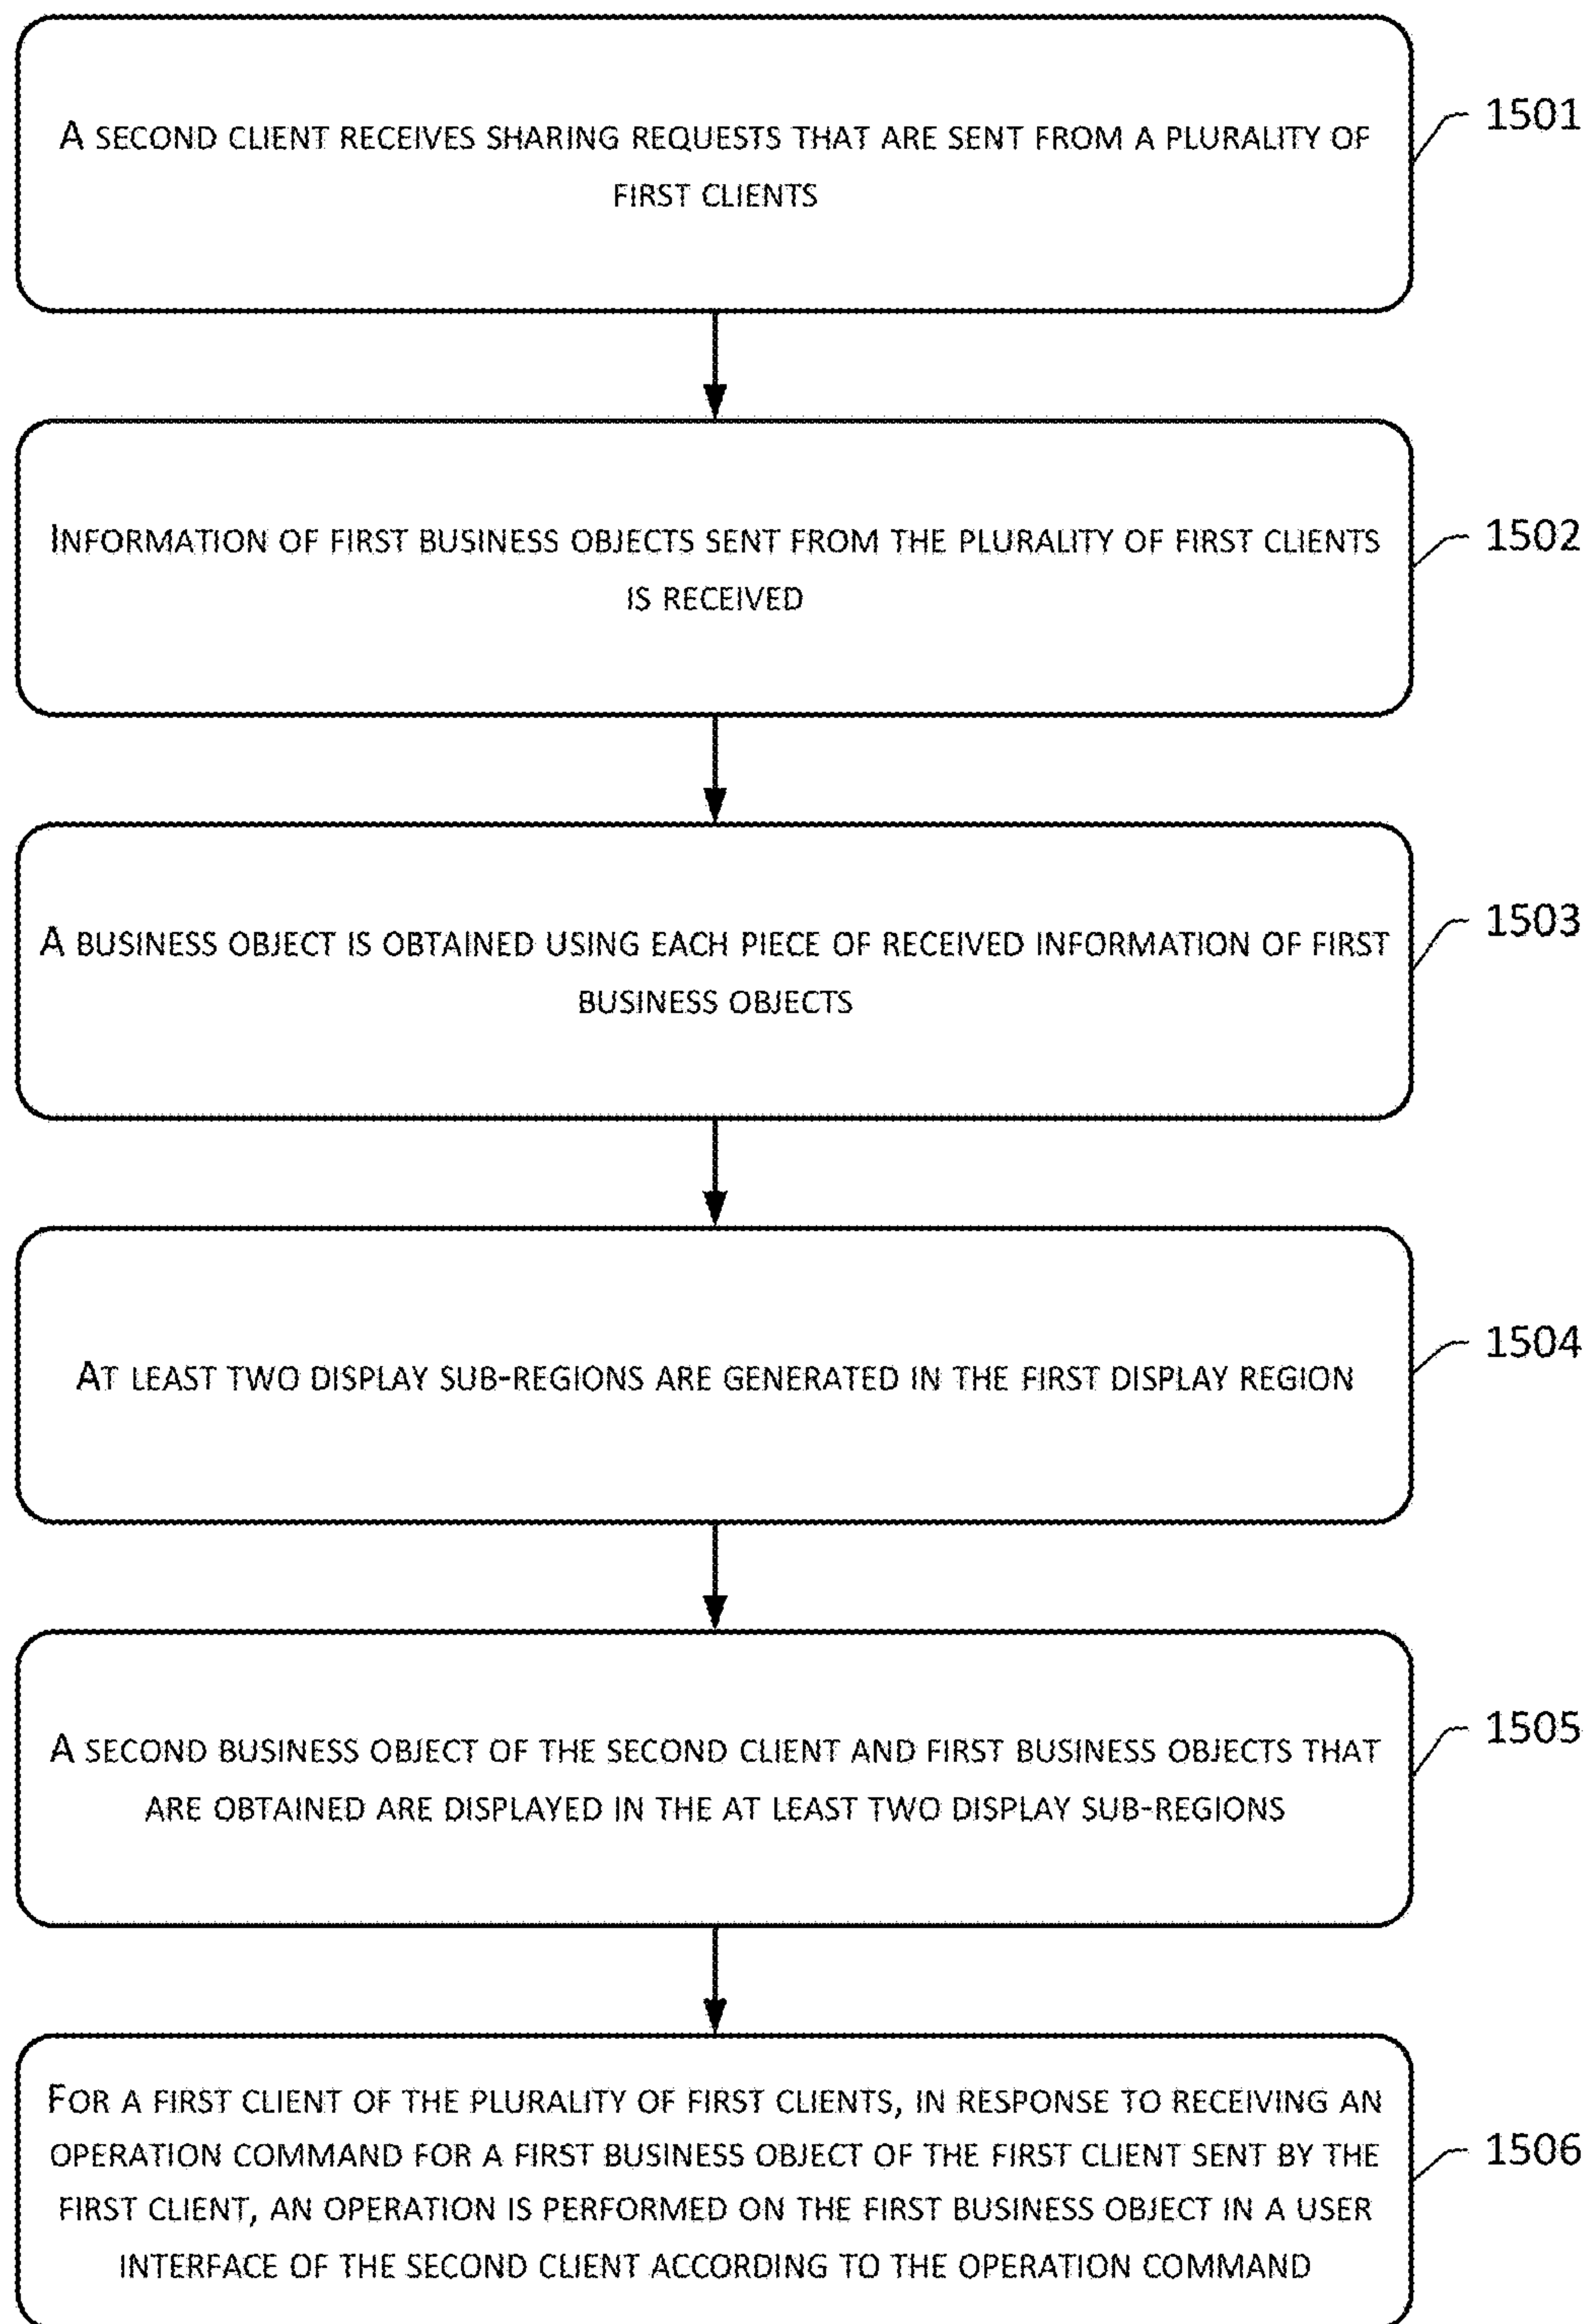 A SECOND CLIENT RECEIVES SHARING REQUESTS THAT ARE SENT FROM A PLURALITY OF
FIRST CLIENTS
1501
INFORMATION OF FIRST BUSINESS OBJECTS SENT FROM THE PLURALITY OF FIRST CLIENTS
IS RECEIVED
1502
A BUSINESS OBJECT IS OBTAINED USING EACH PIECE OF RECEIVED INFORMATION OF FIRST
BUSINESS OBJECTS
1503
AT LEAST TWO DISPLAY SUB-REGIONS ARE GENERATED IN THE FIRST DISPLAY REGION
1504
A SECOND BUSINESS OBJECT OF THE SECOND CLIENT AND FIRST BUSINESS OBJECTS THAT
ARE OBTAINED ARE DISPLAYED IN THE AT LEAST TWO DISPLAY SUB-REGIONS
1505
FOR A FIRST CLIENT OF THE PLURALITY OF FIRST CLIENTS, IN RESPONSE TO RECEIVING AN
OPERATION COMMAND FOR A FIRST BUSINESS OBJECT OF THE FIRST CLIENT SENT BY THE
FIRST CLIENT, AN OPERATION IS PERFORMED ON THE FIRST BUSINESS OBJECT IN A USER
INTERFACE OF THE SECOND CLIENT ACCORDING TO THE OPERATION COMMAND
1506